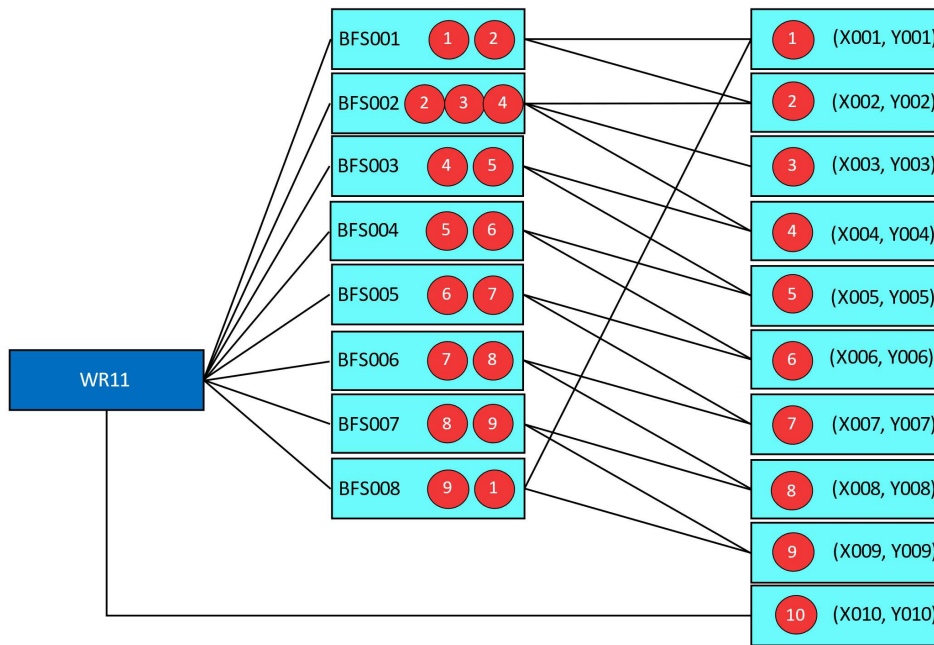 BFS001 1 2
BFS002 2 3 4
BFS003 4 5
BFS004 5 6
BFS005 6 7
BFS006 7 8
BFS007 8 9
BFS008 9 1
WR11
1 (X001, Y001)
2 (X002, Y002)
3 (X003, Y003)
4 (X004, Y004)
5 (X005, Y005)
6 (X006, Y006)
7 (X007, Y007)
8 (X008, Y008)
9 (X009, Y009)
10 (X010, Y010)